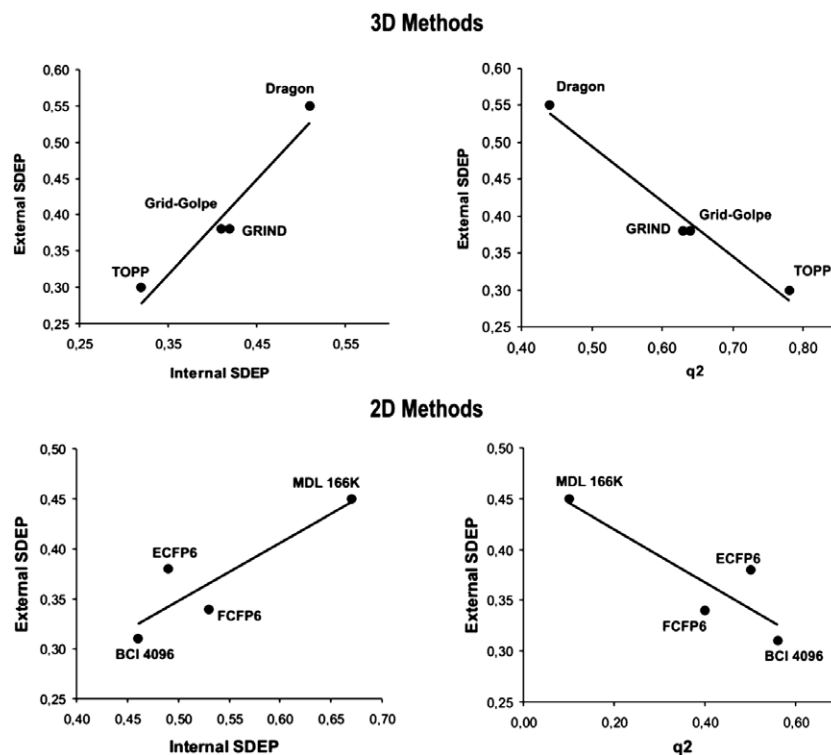 3D Methods
0,60
0,55
0,50
0,45
0,40
0,35
0,30
0,25
External SDEP
Dragon
Grid-Golpe
GRIND
TOPP
0,25 0,35 0,45 0,55
Internal SDEP
0,60
0,55
0,50
0,45
0,40
0,35
0,30
0,25
External SDEP
Dragon
GRIND
Grid-Golpe
TOPP
0,40 0,50 0,60 0,70 0,80
q2
2D Methods
0,50
0,45
0,40
0,35
0,30
0,25
External SDEP
MDL 166K
ECFP6
FCFP6
BCI 4096
0,40 0,45 0,50 0,55 0,60 0,65 0,70
Internal SDEP
0,50
0,45
0,40
0,35
0,30
0,25
External SDEP
MDL 166K
ECFP6
FCFP6
BCI 4096
0,00 0,20 0,40 0,60
q2